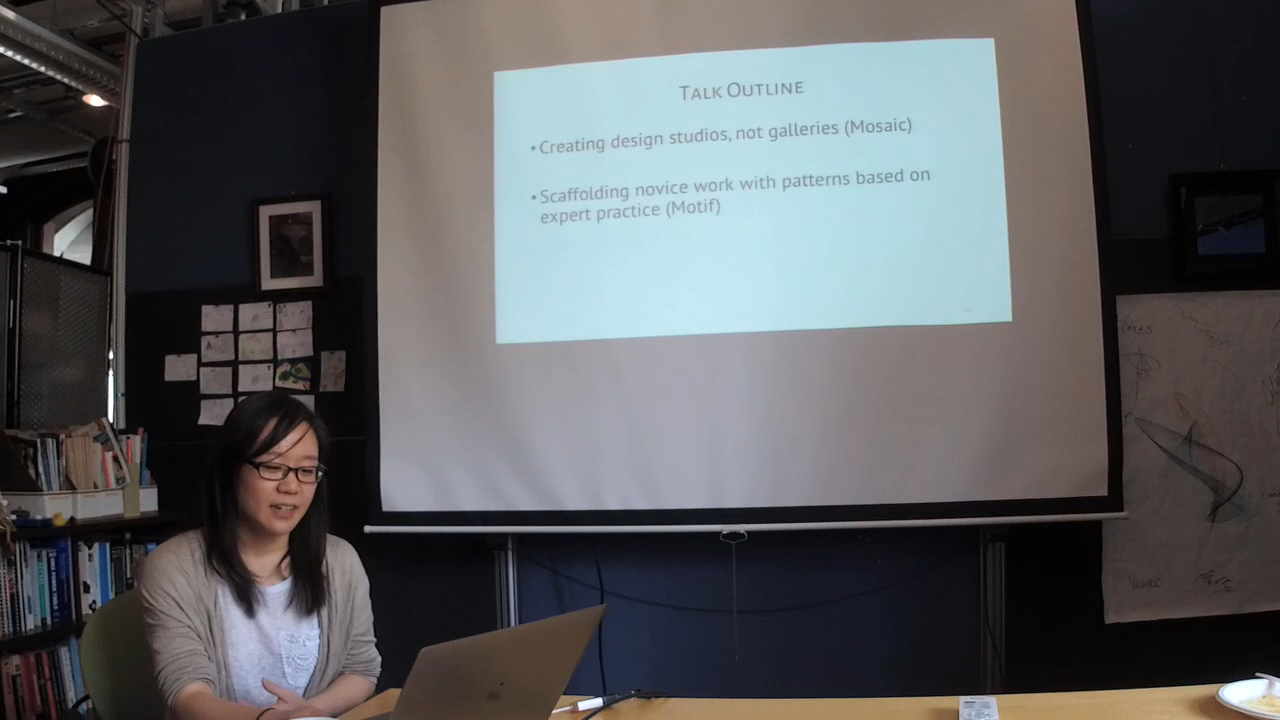 TALK OUTLINE
• Creating design studios, not galleries (Mosaic)
• Scaffolding novice work with patterns based on
expert practice (Motif)